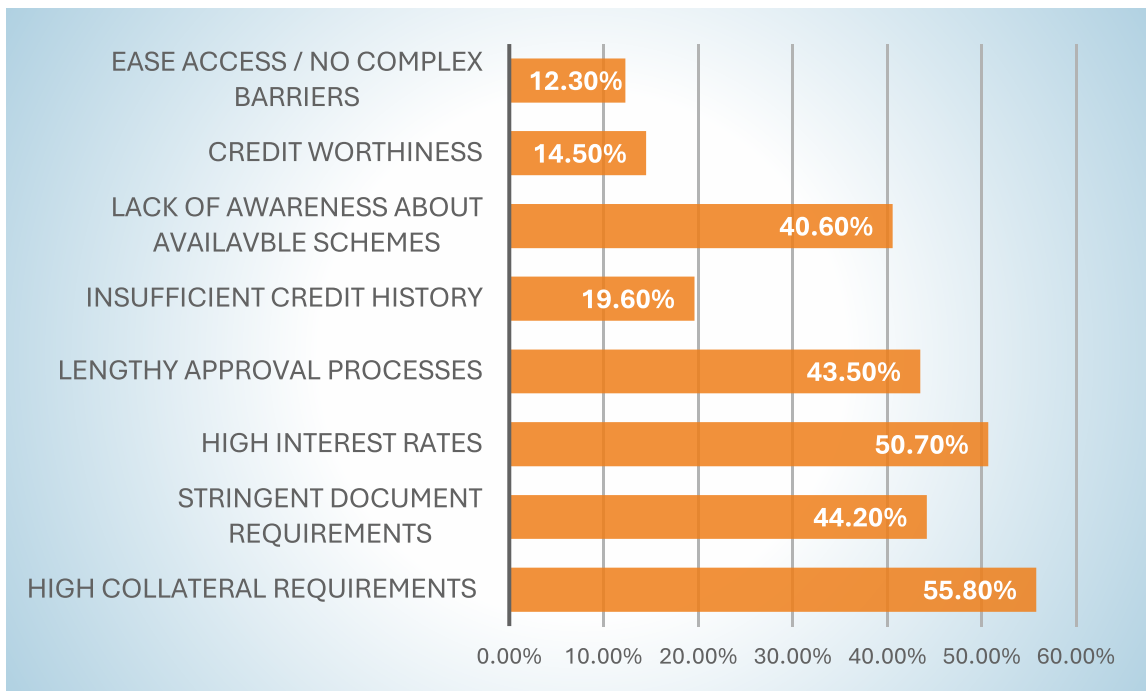 EASE ACCESS / NO COMPLEX
BARRIERS
12.30%
CREDIT WORTHINESS
14.50%
LACK OF AWARENESS ABOUT
AVAILAVBLE SCHEMES
40.60%
INSUFFICIENT CREDIT HISTORY
19.60%
LENGTHY APPROVAL PROCESSES
43.50%
HIGH INTEREST RATES
50.70%
STRINGENT DOCUMENT
REQUIREMENTS
44.20%
HIGH COLLATERAL REQUIREMENTS
55.80%
0.00% 10.00% 20.00% 30.00% 40.00% 50.00% 60.00%